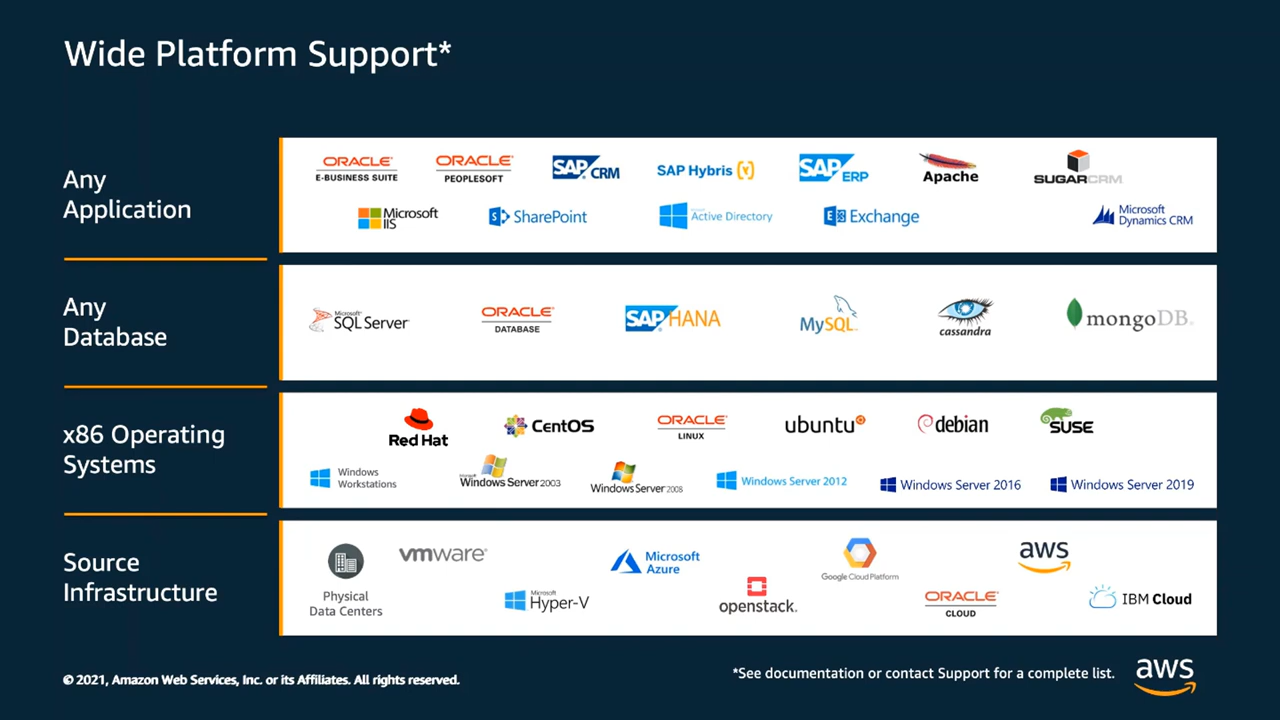 Wide Platform Support*
Any
Application
ORACLE
E-BUSINESS SUITE
ORACLE
PEOPLESOFT
SAP CRM
SAP Hybris (Y)
SAP ERP
Apache
SUGARCRM
Microsoft
IIS
SharePoint
Microsoft
Active Directory
Exchange
Microsoft
Dynamics CRM
Any
Database
Microsoft
SQL Server
ORACLE
DATABASE
SAP HANA
MySQL
cassandra
mongoDB
x86 Operating
Systems
Red Hat
CentOS
ORACLE
LINUX
ubuntu
debian
SUSE
Windows
Workstations
Microsoft
Windows Server 2003
Windows Server 2008
Windows Server 2012
Windows Server 2016
Windows Server 2019
Source
Infrastructure
Physical
Data Centers
vmware
Microsoft
Hyper-V
Microsoft
Azure
openstack.
Google Cloud Platform
ORACLE
CLOUD
aws
IBM Cloud
© 2021, Amazon Web Services, Inc. or its Affiliates. All rights reserved.
*See documentation or contact Support for a complete list.
aws